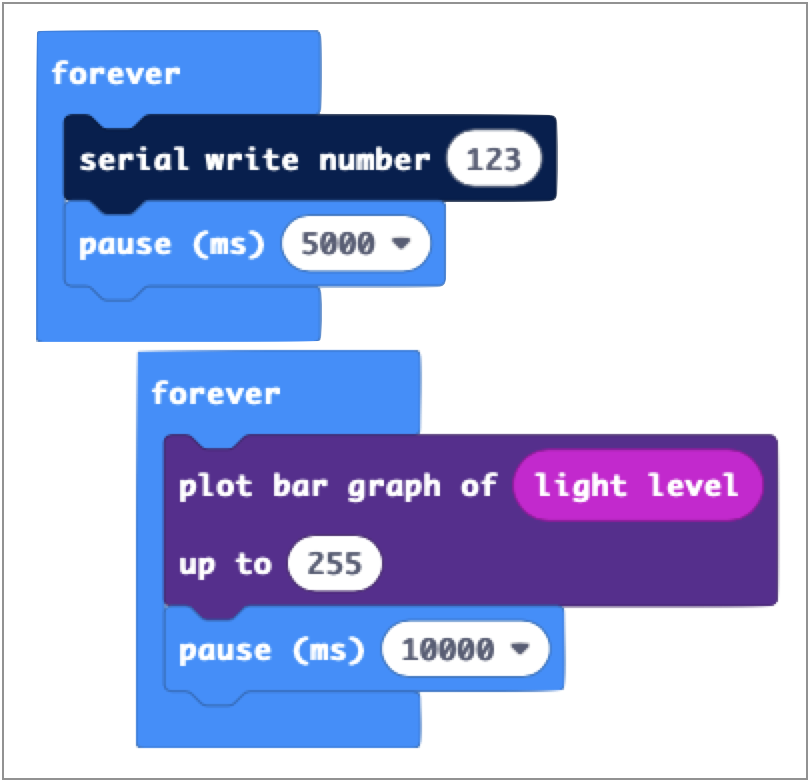 forever
serial write number 123
pause (ms) 5000
forever
plot bar graph of light level
up to 255
pause (ms) 10000